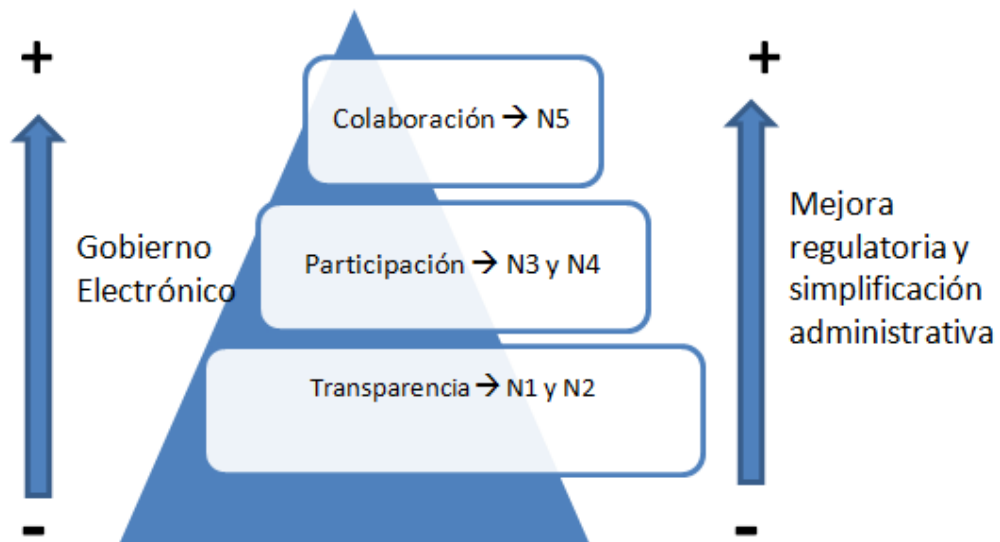 +
+
Colaboración → N5
Gobierno
Electrónico
Participación → N3 y N4
Mejora
regulatoria y
simplificación
administrativa
Transparencia → N1 y N2
-
-